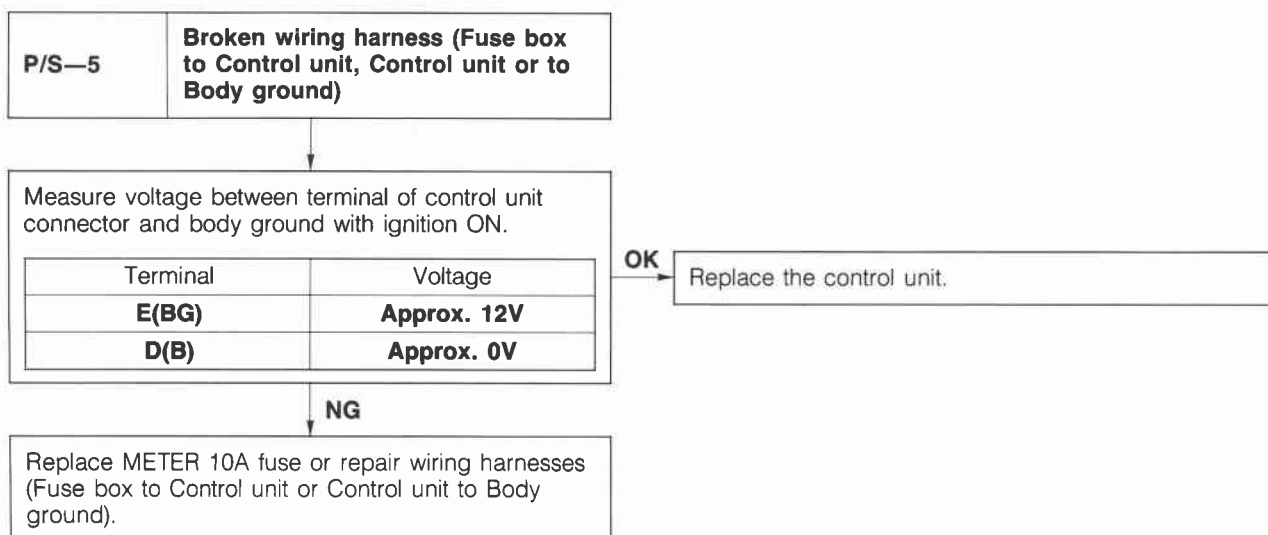 P/S—5
Broken wiring harness (Fuse box
to Control unit, Control unit or to
Body ground)
Measure voltage between terminal of control unit
connector and body ground with ignition ON.
Terminal Voltage
E(BG) Approx. 12V
D(B) Approx. 0V
OK
Replace the control unit.
NG
Replace METER 10A fuse or repair wiring harnesses
(Fuse box to Control unit or Control unit to Body
ground).